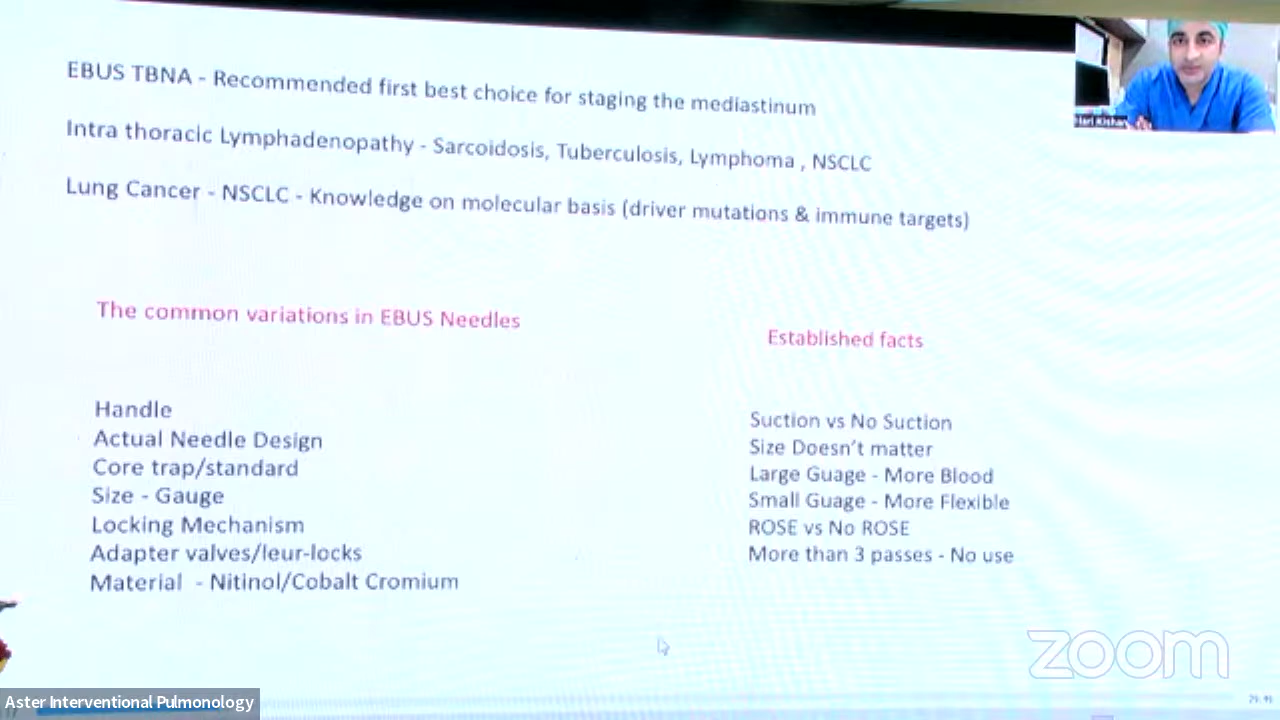 EBUS TBNA - Recommended first best choice for staging the mediastinum
Intra thoracic Lymphadenopathy - Sarcoidosis, Tuberculosis, Lymphoma , NSCLC
Lung Cancer - NSCLC - Knowledge on molecular basis (driver mutations & immune targets)
The common variations in EBUS Needles
Handle
Actual Needle Design
Core trap/standard
Size - Gauge
Locking Mechanism
Adapter valves/leur-locks
Material - Nitinol/Cobalt Cromium
Established facts
Suction vs No Suction
Size Doesn't matter
Large Guage - More Blood
Small Guage - More Flexible
ROSE vs No ROSE
More than 3 passes - No use
zoom
Aster Interventional Pulmonology